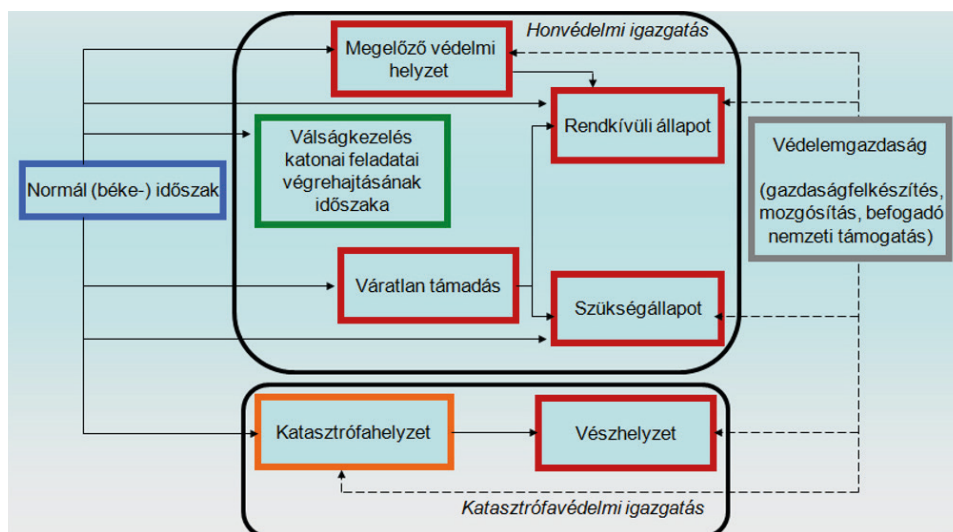 Honvédelmi igazgatás
Megelőző védelmi
helyzet
Rendkívüli állapot
Válságkezelés
katonai feladatai
végrehajtásának
időszaka
Védelemgazdaság
(gazdaságfelkészítés,
mozgósítás, befogadó
nemzeti támogatás)
Normál (béke-) időszak
Váratlan támadás
Szükségállapot
Katasztrófahelyzet
Vészhelyzet
Katasztrófavédelmi igazgatás